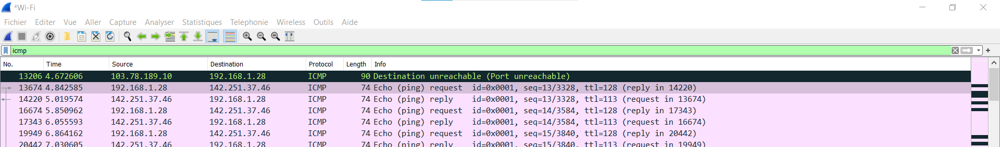 *Wi-Fi
Fichier Editer Vue Aller Capture Analyser Statistiques Telephonie Wireless Outils Aide
icmp
No. Time Source Destination Protocol Length Info
13206 4.672606 103.78.189.10 192.168.1.28 ICMP 90 Destination unreachable (Port unreachable)
13674 4.842585 192.168.1.28 142.251.37.46 ICMP 74 Echo (ping) request id=0x0001, seq=13/3328, ttl=128 (reply in 14220)
14220 5.019574 142.251.37.46 192.168.1.28 ICMP 74 Echo (ping) reply id=0x0001, seq=13/3328, ttl=113 (request in 13674)
16674 5.850962 192.168.1.28 142.251.37.46 ICMP 74 Echo (ping) request id=0x0001, seq=14/3584, ttl=128 (reply in 17343)
17343 6.055593 142.251.37.46 192.168.1.28 ICMP 74 Echo (ping) reply id=0x0001, seq=14/3584, ttl=113 (request in 16674)
19949 6.864162 192.168.1.28 142.251.37.46 ICMP 74 Echo (ping) request id=0x0001, seq=15/3840, ttl=128 (reply in 20442)
20442 7.030605 142.251.37.46 192.168.1.28 ICMP 74 Echo (ping) reply id=0x0001, seq=15/3840, ttl=113 (request in 19949)